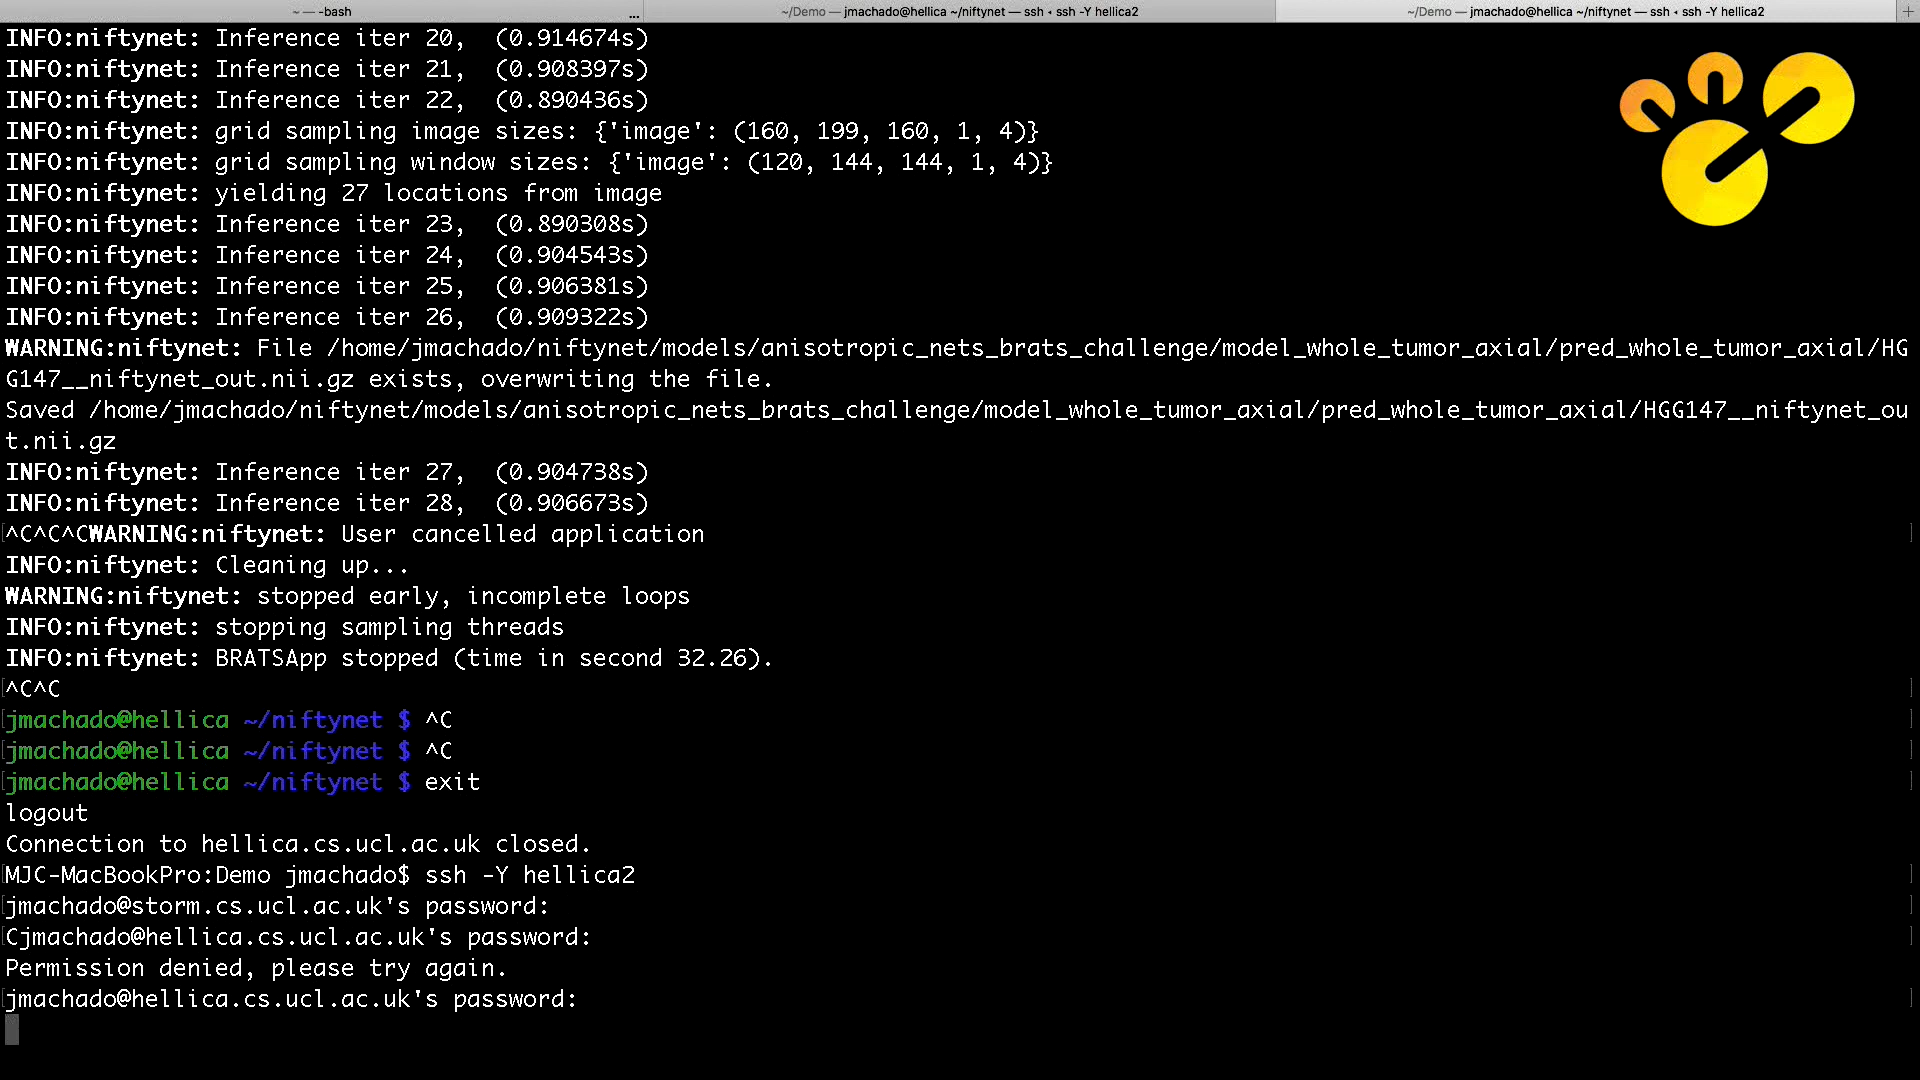 ~ — -bash ... ~/Demo — jmachado@hellica ~/niftynet — ssh ◂ ssh -Y hellica2 ~/Demo — jmachado@hellica ~/niftynet — ssh ◂ ssh -Y hellica2 +
INFO:niftynet: Inference iter 20,  (0.914674s)
INFO:niftynet: Inference iter 21,  (0.908397s)
INFO:niftynet: Inference iter 22,  (0.890436s)
INFO:niftynet: grid sampling image sizes: {'image': (160, 199, 160, 1, 4)}
INFO:niftynet: grid sampling window sizes: {'image': (120, 144, 144, 1, 4)}
INFO:niftynet: yielding 27 locations from image
INFO:niftynet: Inference iter 23,  (0.890308s)
INFO:niftynet: Inference iter 24,  (0.904543s)
INFO:niftynet: Inference iter 25,  (0.906381s)
INFO:niftynet: Inference iter 26,  (0.909322s)
WARNING:niftynet: File /home/jmachado/niftynet/models/anisotropic_nets_brats_challenge/model_whole_tumor_axial/pred_whole_tumor_axial/HG
G147__niftynet_out.nii.gz exists, overwriting the file.
Saved /home/jmachado/niftynet/models/anisotropic_nets_brats_challenge/model_whole_tumor_axial/pred_whole_tumor_axial/HGG147__niftynet_ou
t.nii.gz
INFO:niftynet: Inference iter 27,  (0.904738s)
INFO:niftynet: Inference iter 28,  (0.906673s)
^C^C^CWARNING:niftynet: User cancelled application
INFO:niftynet: Cleaning up...
WARNING:niftynet: stopped early, incomplete loops
INFO:niftynet: stopping sampling threads
INFO:niftynet: BRATSApp stopped (time in second 32.26).
^C^C
jmachado@hellica ~/niftynet $ ^C
jmachado@hellica ~/niftynet $ ^C
jmachado@hellica ~/niftynet $ exit
logout
Connection to hellica.cs.ucl.ac.uk closed.
MJC-MacBookPro:Demo jmachado$ ssh -Y hellica2
jmachado@storm.cs.ucl.ac.uk's password:
Cjmachado@hellica.cs.ucl.ac.uk's password:
Permission denied, please try again.
jmachado@hellica.cs.ucl.ac.uk's password: